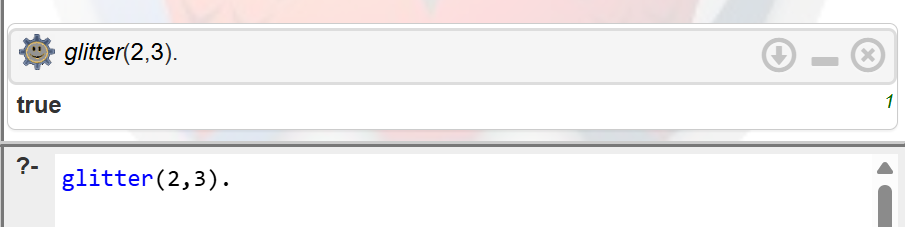 glitter(2,3).
true
1
?-
glitter(2,3).